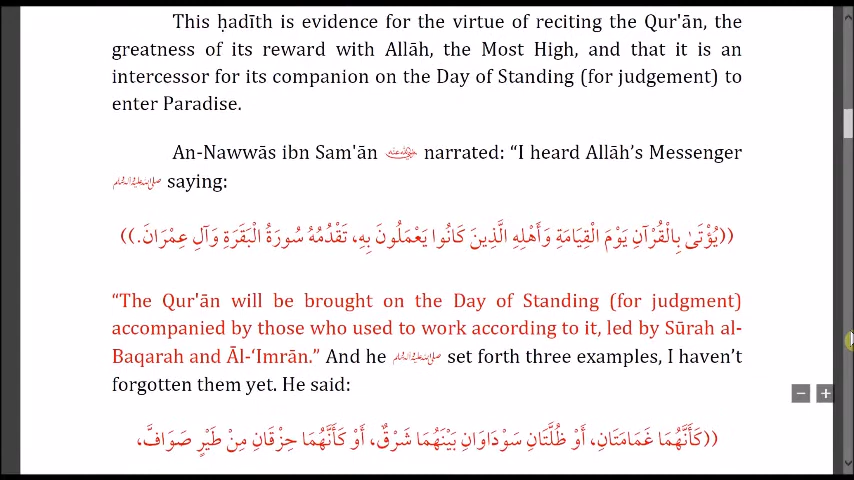 This ḥadīth is evidence for the virtue of reciting the Qur'ān, the
greatness of its reward with Allāh, the Most High, and that it is an
intercessor for its companion on the Day of Standing (for judgement) to
enter Paradise.
An-Nawwās ibn Sam'ān narrated: “I heard Allāh’s Messenger
saying:
((يُؤْتَىٰ بِالْقُرْآنِ يَوْمَ الْقِيَامَةِ وَأَهْلِهِ الَّذِينَ كَانُوا يَعْمَلُونَ بِهِ، تَقْدُمُهُ سُورَةُ الْبَقَرَةِ وَآلِ عِمْرَانَ.))
“The Qur'ān will be brought on the Day of Standing (for judgment)
accompanied by those who used to work according to it, led by Sūrah al-
Baqarah and Āl-‘Imrān.” And he set forth three examples, I haven’t
forgotten them yet. He said:
((كَأَنَّهُمَا غَمَامَتَانِ، أَوْ ظُلَّتَانِ سَوْدَاوَانِ بَيْنَهُمَا شَرْقٌ، أَوْ كَأَنَّهُمَا حِزْقَانِ مِنْ طَيْرٍ صَوَافَّ،